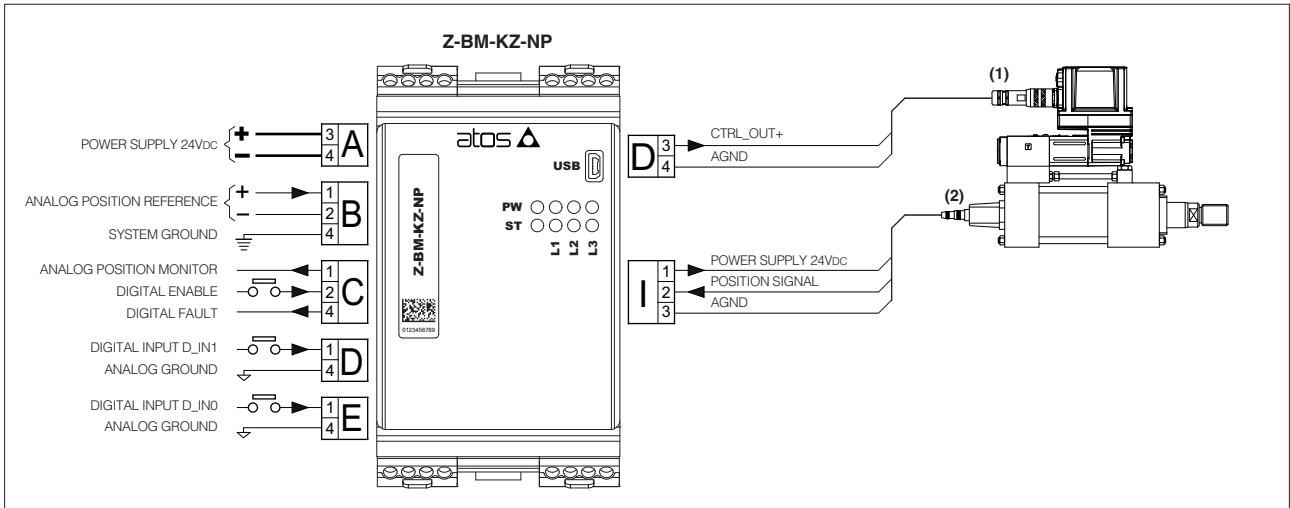 Z-BM-KZ-NP
POWER SUPPLY 24VDC
+ 3 A
- 4
ANALOG POSITION REFERENCE
+ 1 B
- 2
SYSTEM GROUND 4
ANALOG POSITION MONITOR 1 C
DIGITAL ENABLE 2
DIGITAL FAULT 4
DIGITAL INPUT D_IN1 1 D
ANALOG GROUND 4
DIGITAL INPUT D_IN0 1 E
ANALOG GROUND 4
atos
USB
PW
ST
L1 L2 L3
Z-BM-KZ-NP
0123456789
D 3 CTRL_OUT+
4 AGND
I 1 POWER SUPPLY 24VDC
2 POSITION SIGNAL
3 AGND
(1)
(2)